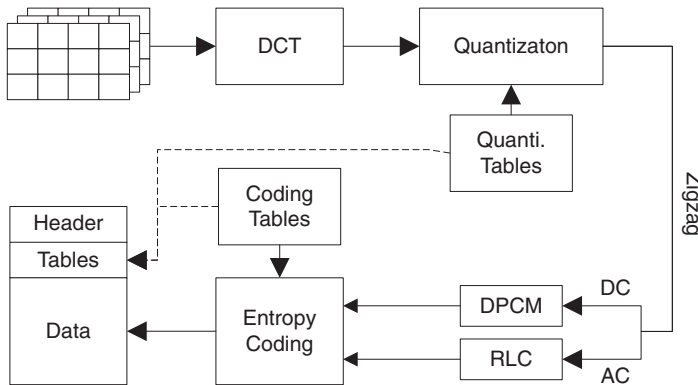 DCT
Quantizaton
Quanti.
Tables
Zigzag
Coding
Tables
Header
Tables
Data
Entropy
Coding
DPCM
DC
RLC
AC